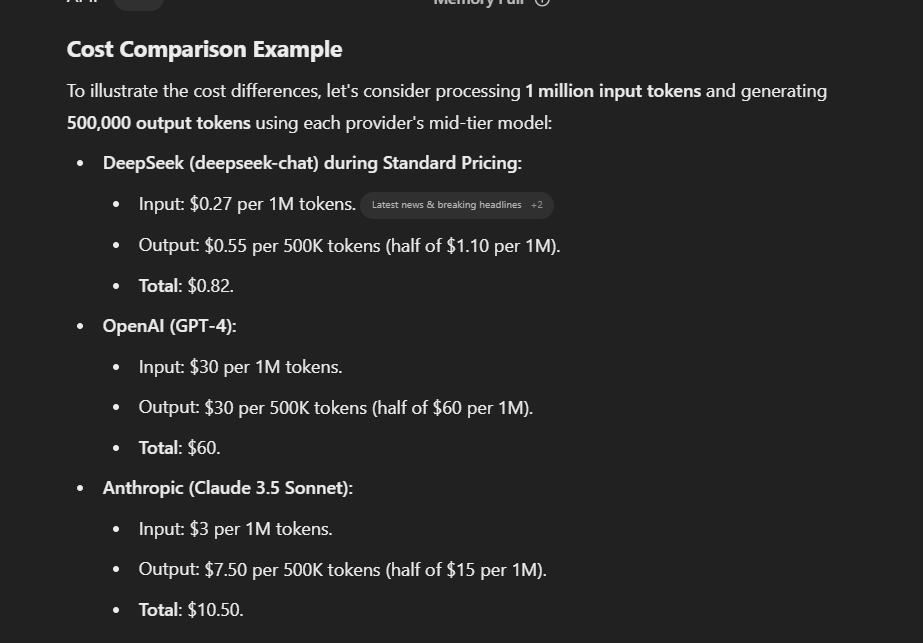 Memory Full
Cost Comparison Example
To illustrate the cost differences, let's consider processing 1 million input tokens and generating
500,000 output tokens using each provider's mid-tier model:
• DeepSeek (deepseek-chat) during Standard Pricing:
• Input: $0.27 per 1M tokens. Latest news & breaking headlines +2
• Output: $0.55 per 500K tokens (half of $1.10 per 1M).
• Total: $0.82.
• OpenAI (GPT-4):
• Input: $30 per 1M tokens.
• Output: $30 per 500K tokens (half of $60 per 1M).
• Total: $60.
• Anthropic (Claude 3.5 Sonnet):
• Input: $3 per 1M tokens.
• Output: $7.50 per 500K tokens (half of $15 per 1M).
• Total: $10.50.